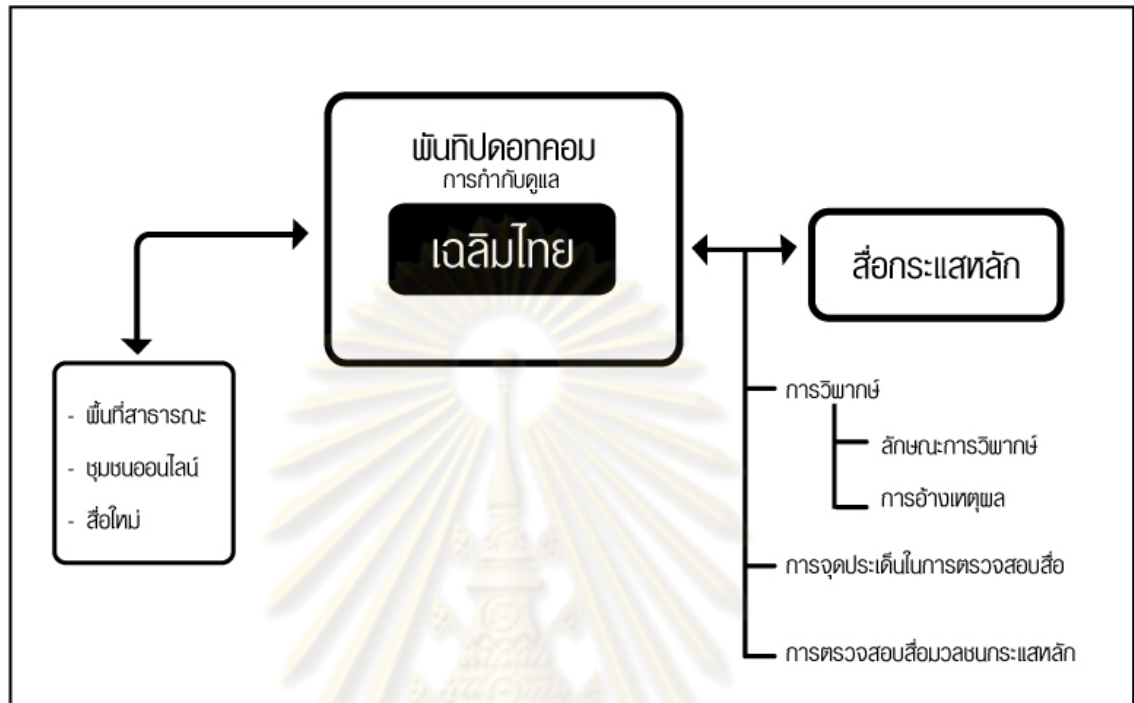 พันทิปดอทคอม
การกำกับดูแล
เฉลิมไทย
สื่อกระแสหลัก
- พื้นที่สาธารณะ
- ชุมชนออนไลน์
- สื่อใหม่
การวิพากษ์
ลักษณะการวิพากษ์
การอ้างเหตุผล
การจุดประเด็นในการตรวจสอบสื่อ
การตรวจสอบสื่อมวลชนกระแสหลัก